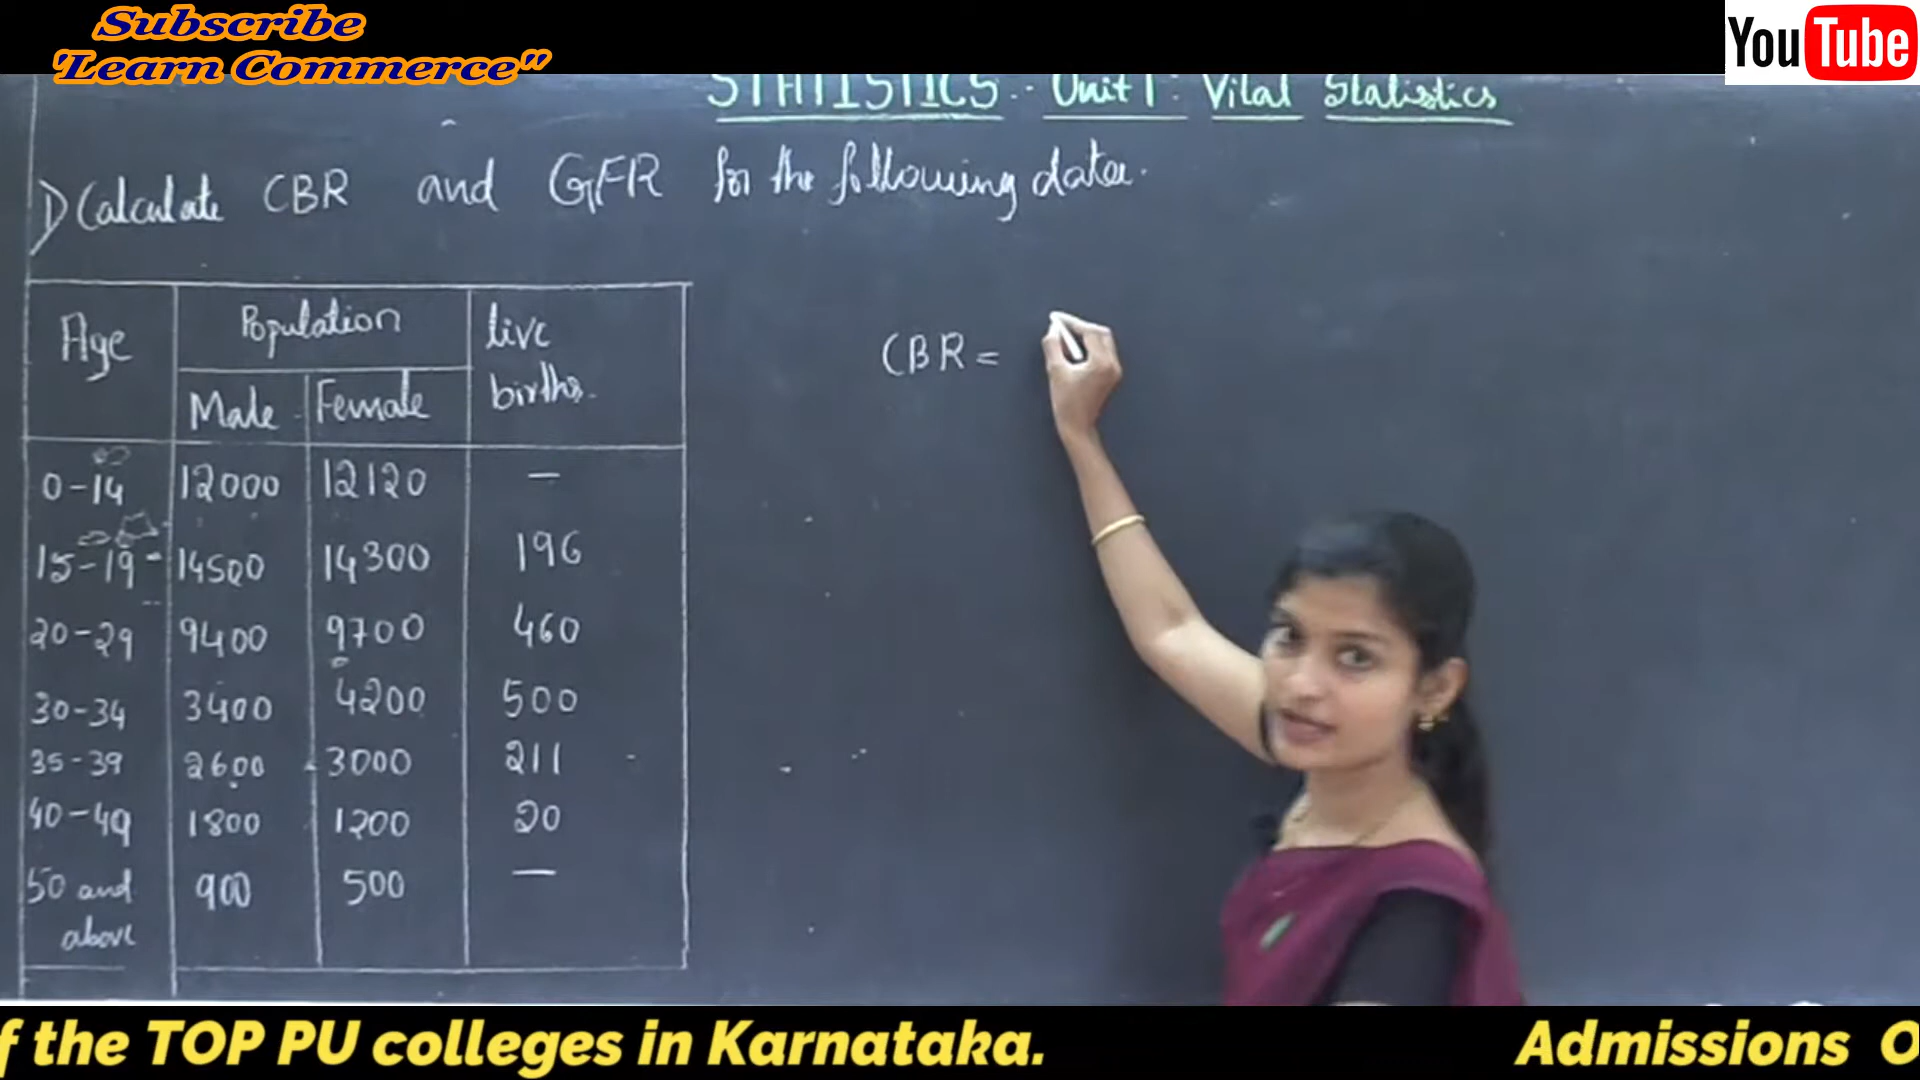 Subscribe
"Learn Commerce"
YouTube
STATISTICS :- Unit 1 : Vital Statistics
1) Calculate CBR and GFR for the following data.
Age Population live births.
Male Female
0-14 12000 12120 —
15-19 14500 14300 196
20-29 9400 9700 460
30-34 3400 4200 500
35-39 2600 3000 211
40-49 1800 1200 20
50 and above 900 500 —
CBR =
f the TOP PU colleges in Karnataka. Admissions O